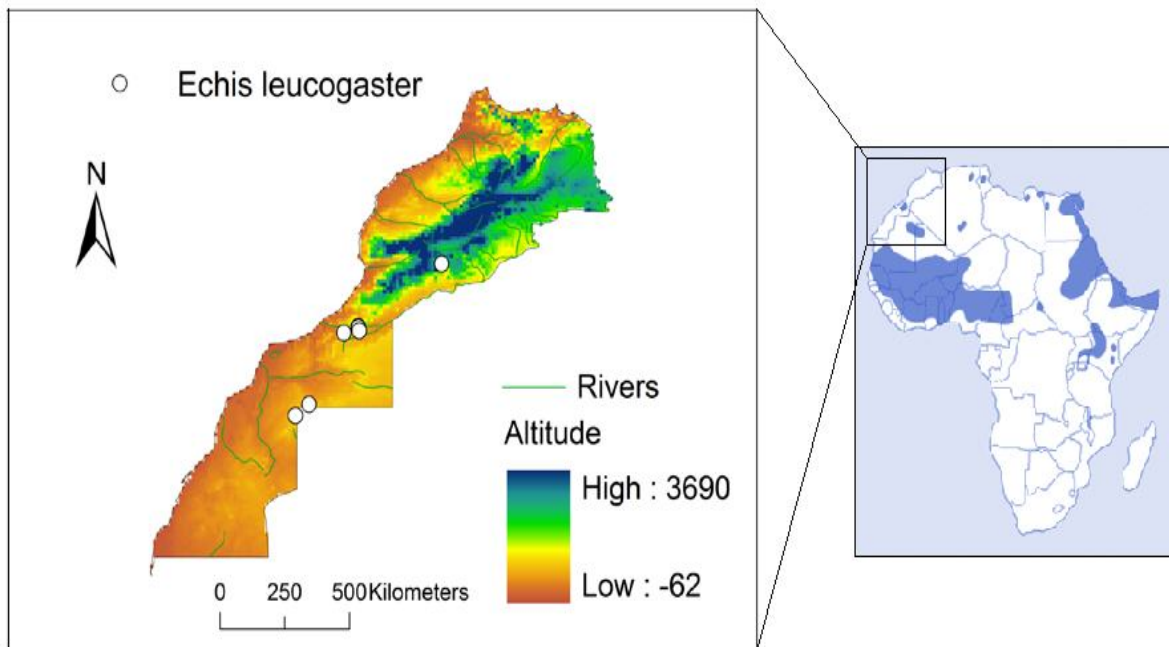 Echis leucogaster
N
Rivers
Altitude
High : 3690
Low : -62
0 250 500Kilometers